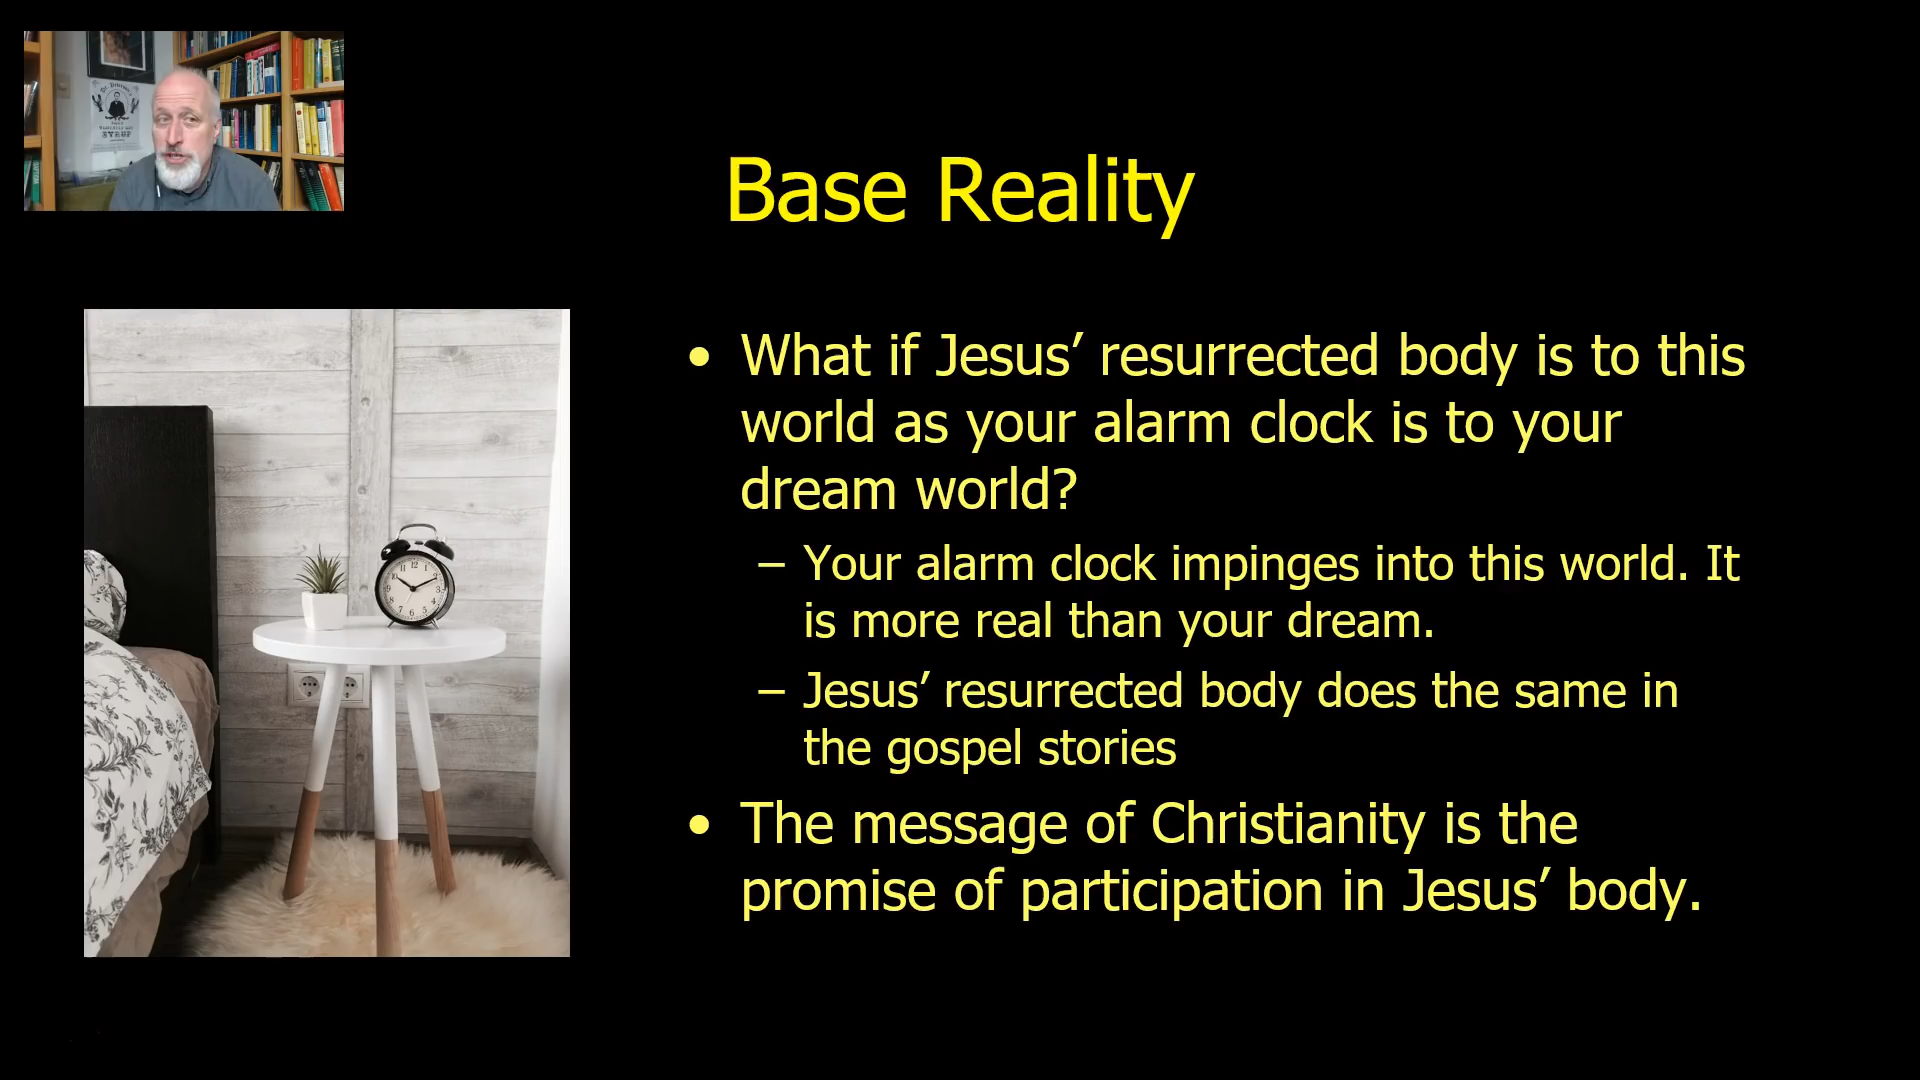 SYRUP
Base Reality
• What if Jesus’ resurrected body is to this
world as your alarm clock is to your
dream world?
– Your alarm clock impinges into this world. It
is more real than your dream.
– Jesus’ resurrected body does the same in
the gospel stories
• The message of Christianity is the
promise of participation in Jesus’ body.